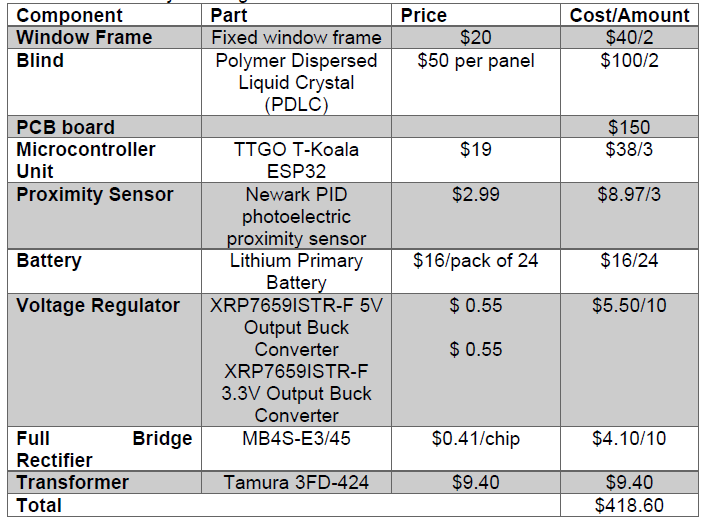 Component Part Price Cost/Amount
Window Frame Fixed window frame $20 $40/2
Blind Polymer Dispersed $50 per panel $100/2
Liquid Crystal
(PDLC)
PCB board $150
Microcontroller TTGO T-Koala $19 $38/3
Unit ESP32
Proximity Sensor Newark PID $2.99 $8.97/3
photoelectric
proximity sensor
Battery Lithium Primary $16/pack of 24 $16/24
Battery
Voltage Regulator XRP7659ISTR-F 5V $ 0.55 $5.50/10
Output Buck
Converter $ 0.55
XRP7659ISTR-F
3.3V Output Buck
Converter
Full Bridge MB4S-E3/45 $0.41/chip $4.10/10
Rectifier
Transformer Tamura 3FD-424 $9.40 $9.40
Total $418.60